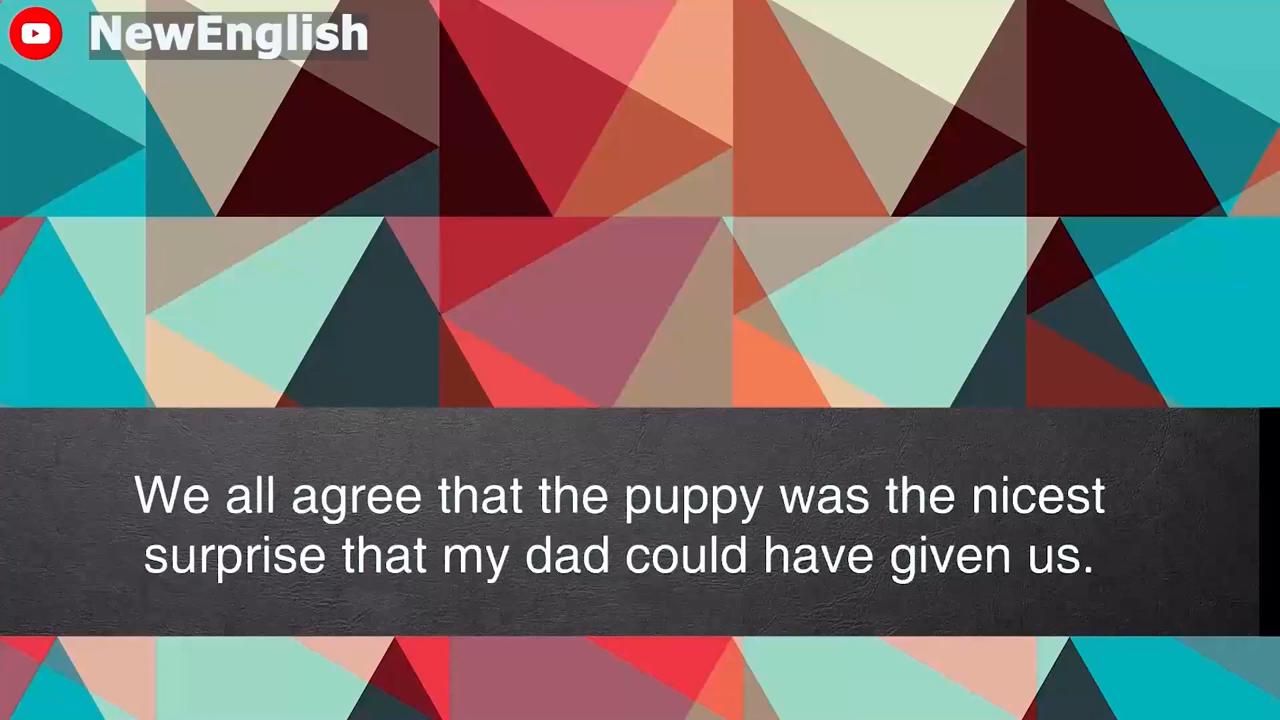 NewEnglish
We all agree that the puppy was the nicest
surprise that my dad could have given us.